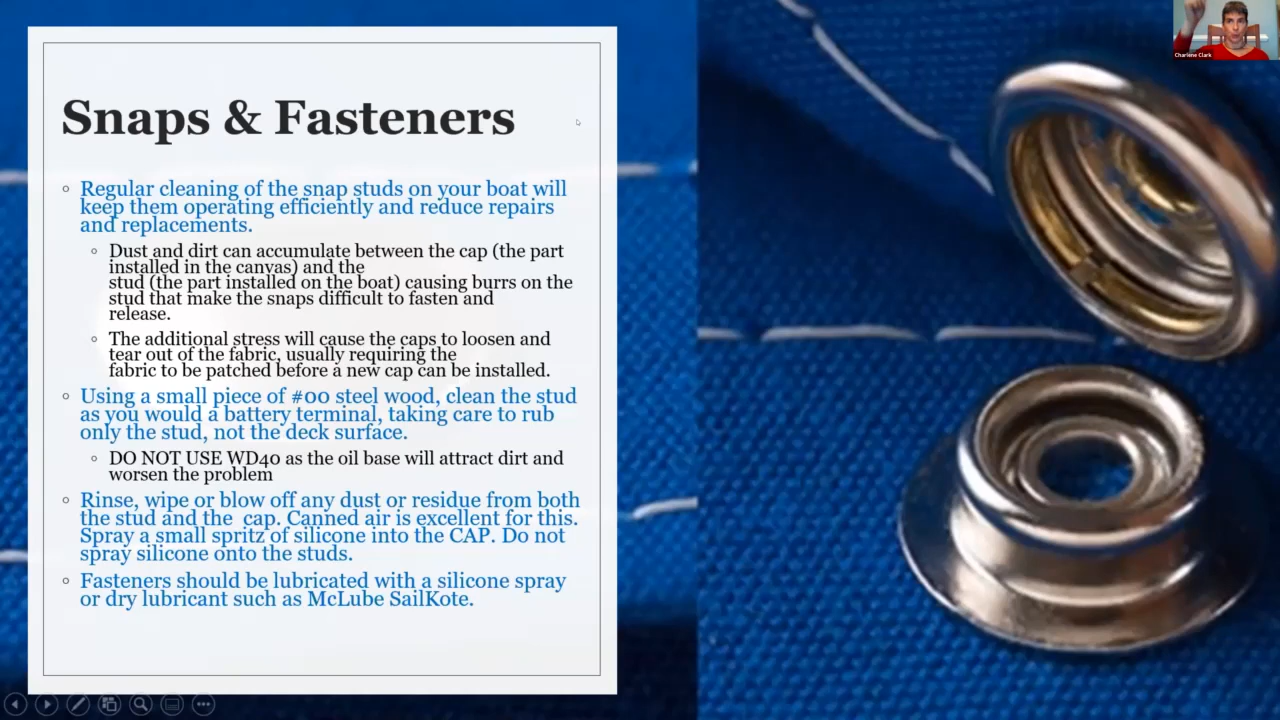 Snaps & Fasteners
Regular cleaning of the snap studs on your boat will
keep them operating efficiently and reduce repairs
and replacements.
Dust and dirt can accumulate between the cap (the part
installed in the canvas) and the
stud (the part installed on the boat) causing burrs on the
stud that make the snaps difficult to fasten and
release.
The additional stress will cause the caps to loosen and
tear out of the fabric, usually requiring the
fabric to be patched before a new cap can be installed.
Using a small piece of #00 steel wood, clean the stud
as you would a battery terminal, taking care to rub
only the stud, not the deck surface.
DO NOT USE WD40 as the oil base will attract dirt and
worsen the problem
Rinse, wipe or blow off any dust or residue from both
the stud and the cap. Canned air is excellent for this.
Spray a small spritz of silicone into the CAP. Do not
spray silicone onto the studs.
Fasteners should be lubricated with a silicone spray
or dry lubricant such as McLube SailKote.
Charlene Clark